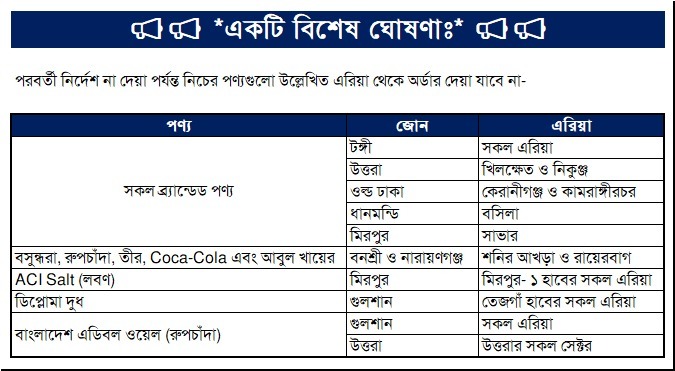 *একটি বিশেষ ঘোষণাঃ*
পরবর্তী নির্দেশ না দেয়া পর্যন্ত নিচের পণ্যগুলো উল্লেখিত এরিয়া থেকে অর্ডার দেয়া যাবে না-
পণ্য জোন এরিয়া
সকল ব্র্যান্ডেড পণ্য টঙ্গী সকল এরিয়া
উত্তরা খিলক্ষেত ও নিকুঞ্জ
ওল্ড ঢাকা কেরানীগঞ্জ ও কামরাঙ্গীরচর
ধানমন্ডি বসিলা
মিরপুর সাভার
বসুন্ধরা, রুপচাঁদা, তীর, Coca-Cola এবং আবুল খায়ের বনশ্রী ও নারায়ণগঞ্জ শনির আখড়া ও রায়েরবাগ
ACI Salt (লবণ) মিরপুর মিরপুর- ১ হাবের সকল এরিয়া
ডিপ্লোমা দুধ গুলশান তেজগাঁ হাবের সকল এরিয়া
বাংলাদেশ এডিবল ওয়েল (রুপচাঁদা) গুলশান সকল এরিয়া
উত্তরা উত্তরার সকল সেক্টর